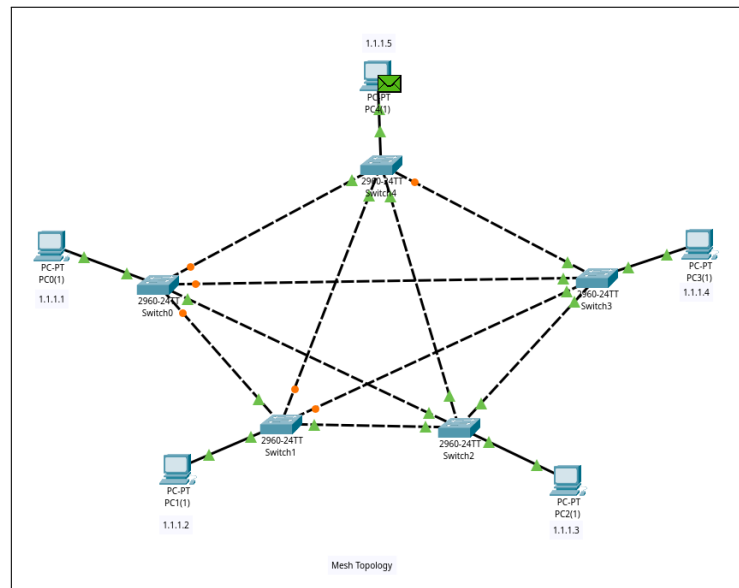 1.1.1.5
PC-PT
PC4(1)
2960-24TT
Switch4
PC-PT
PC0(1)
1.1.1.1
2960-24TT
Switch0
2960-24TT
Switch3
PC-PT
PC3(1)
1.1.1.4
2960-24TT
Switch1
2960-24TT
Switch2
PC-PT
PC1(1)
1.1.1.2
PC-PT
PC2(1)
1.1.1.3
Mesh Topology